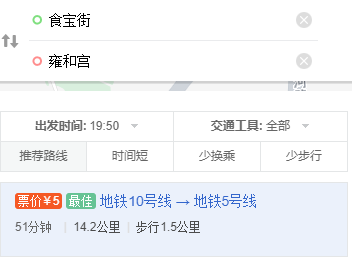 食宝街
雍和宫
出发时间: 19:50 交通工具: 全部
推荐路线 时间短 少换乘 少步行
票价¥5 最佳 地铁10号线 → 地铁5号线
51分钟 | 14.2公里 | 步行1.5公里